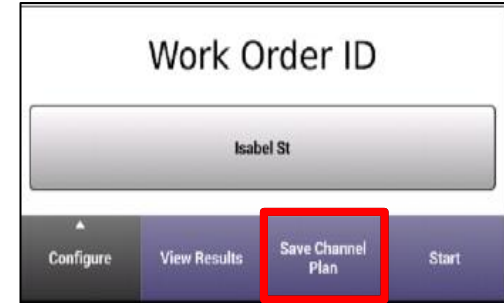 Work Order ID
Isabel St
Configure
View Results
Save Channel
Plan
Start